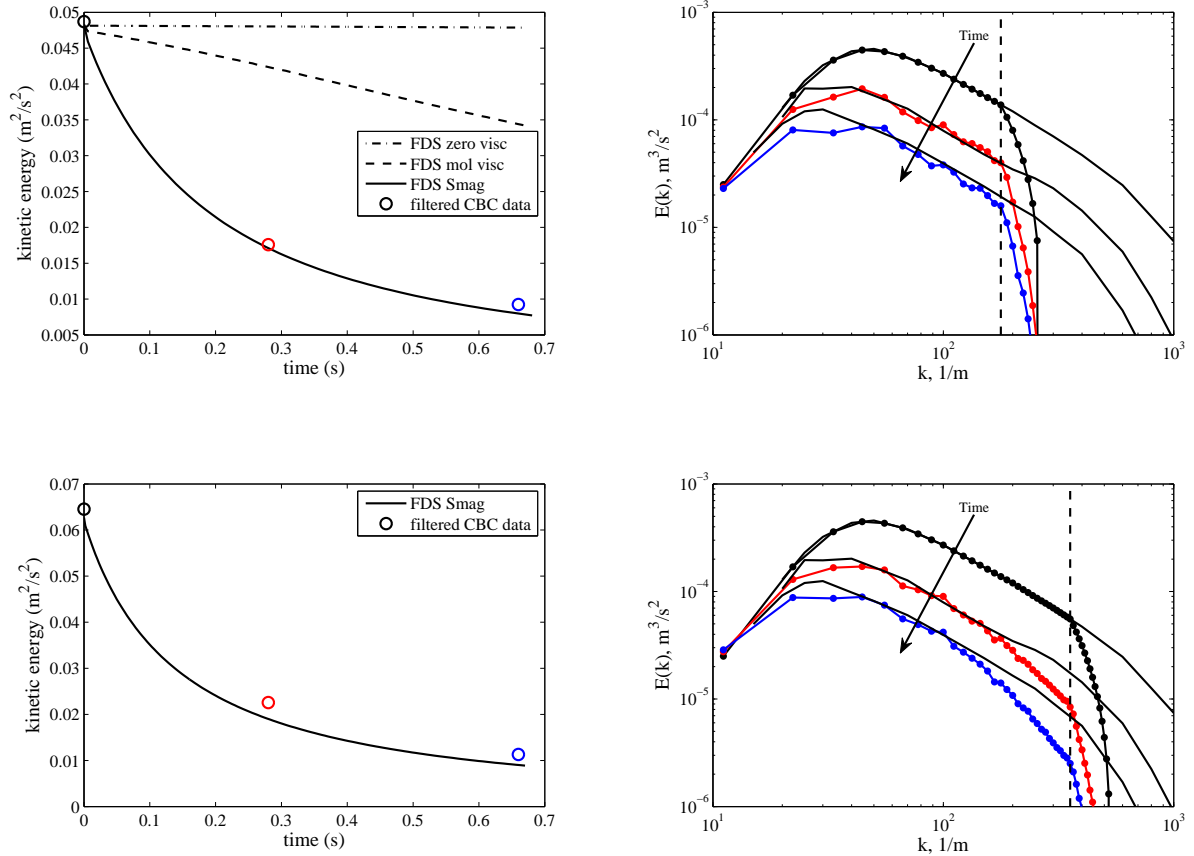 0.05
0.045
0.04
0.035
0.03
0.025
0.02
0.015
0.01
0.005
kinetic energy (m²/s²)
0 0.1 0.2 0.3 0.4 0.5 0.6 0.7
time (s)
FDS zero visc
FDS mol visc
FDS Smag
filtered CBC data
10⁻³
10⁻⁴
10⁻⁵
10⁻⁶
E(k), m³/s²
Time
10¹ 10² 10³
k, 1/m
0.07
0.06
0.05
0.04
0.03
0.02
0.01
0
kinetic energy (m²/s²)
0 0.1 0.2 0.3 0.4 0.5 0.6 0.7
time (s)
FDS Smag
filtered CBC data
10⁻³
10⁻⁴
10⁻⁵
10⁻⁶
E(k), m³/s²
Time
10¹ 10² 10³
k, 1/m